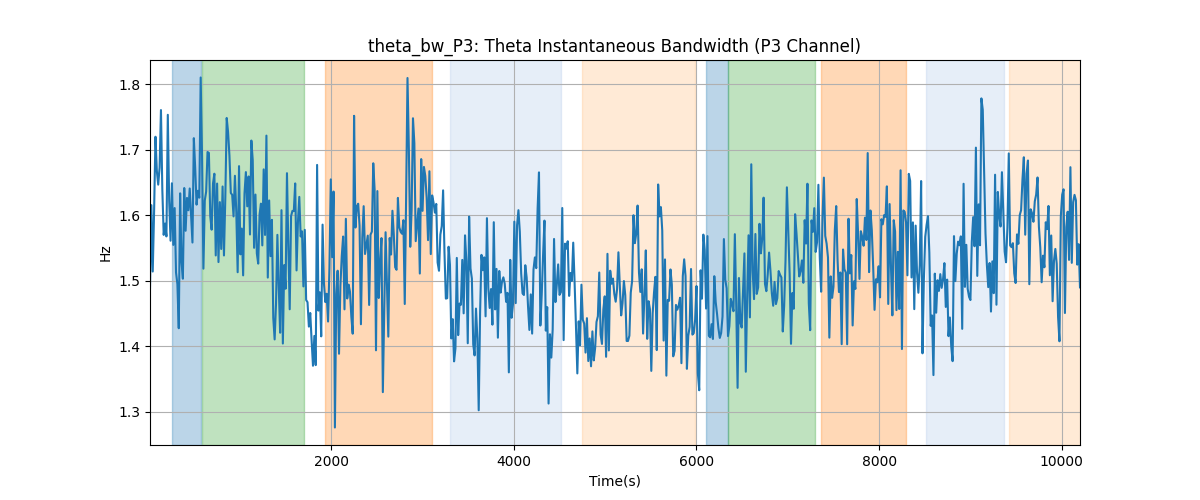 theta_bw_P3: Theta Instantaneous Bandwidth (P3 Channel)
Hz
1.8
1.7
1.6
1.5
1.4
1.3
2000 4000 6000 8000 10000
Time(s)